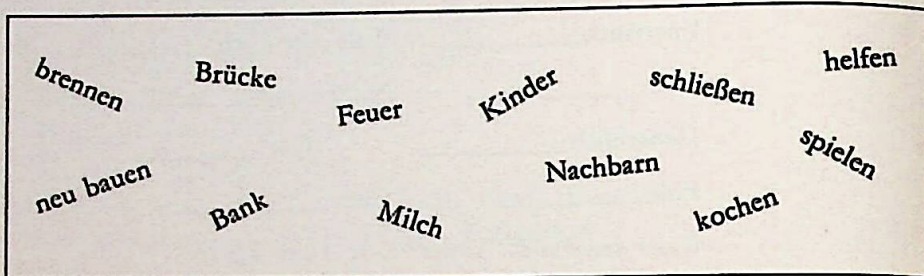 brennen
Brücke
Feuer
Kinder
schließen
helfen
neu bauen
Bank
Milch
Nachbarn
kochen
spielen